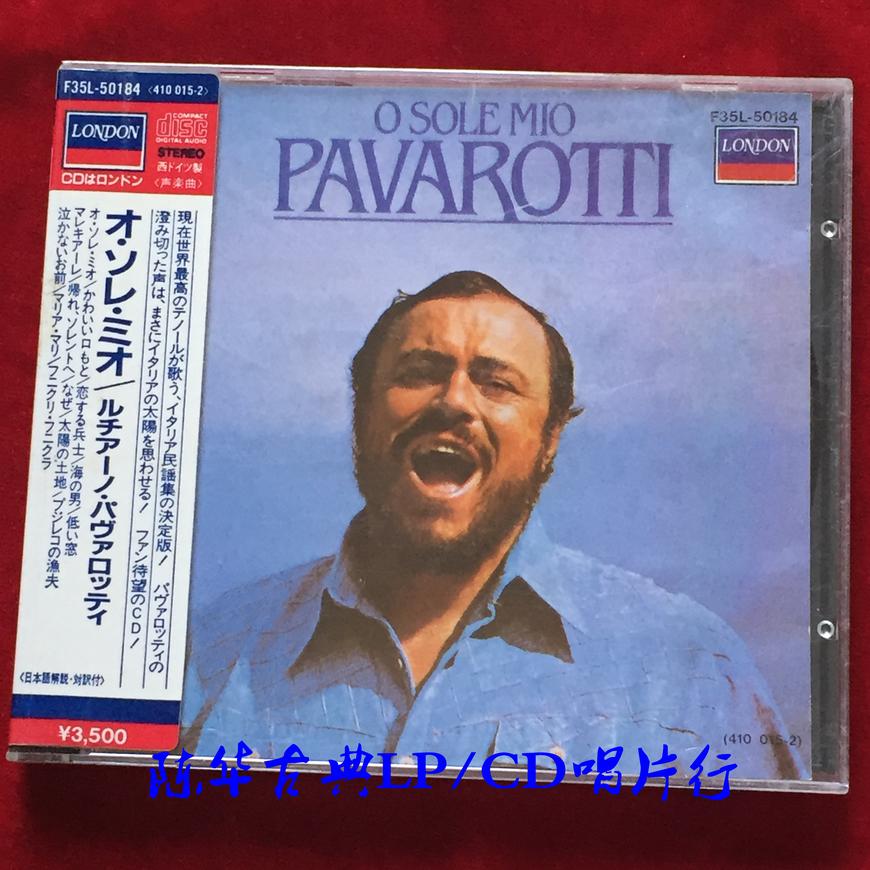 F35L-50184 〈410 015-2〉
LONDON
COMPACT
disc
DIGITAL AUDIO
STEREO
西ドイツ製
〈声楽曲〉
CDはロンドン
現在世界最高のテノールが歌う、イタリア民謡集の決定版! パヴァロッティの
澄み切った声は、まさにイタリアの太陽を思わせる! ファン待望のCD!
オ・ソレ・ミオ/ルチアーノ・パヴァロッティ
オ・ソレ・ミオ/かわいい口もと/恋する兵士/海の男/低い窓
マレキアーレ/帰れ、ソレントへ/なぜ/太陽の土地/プジレコの漁夫
泣かないお前/マリア・マリ/フニクリ・フニクラ
〈日本語解説・対訳付〉
¥3,500
O SOLE MIO
PAVAROTTI
F35L-50184
LONDON
(410 015-2)
陈华古典LP/CD唱片行